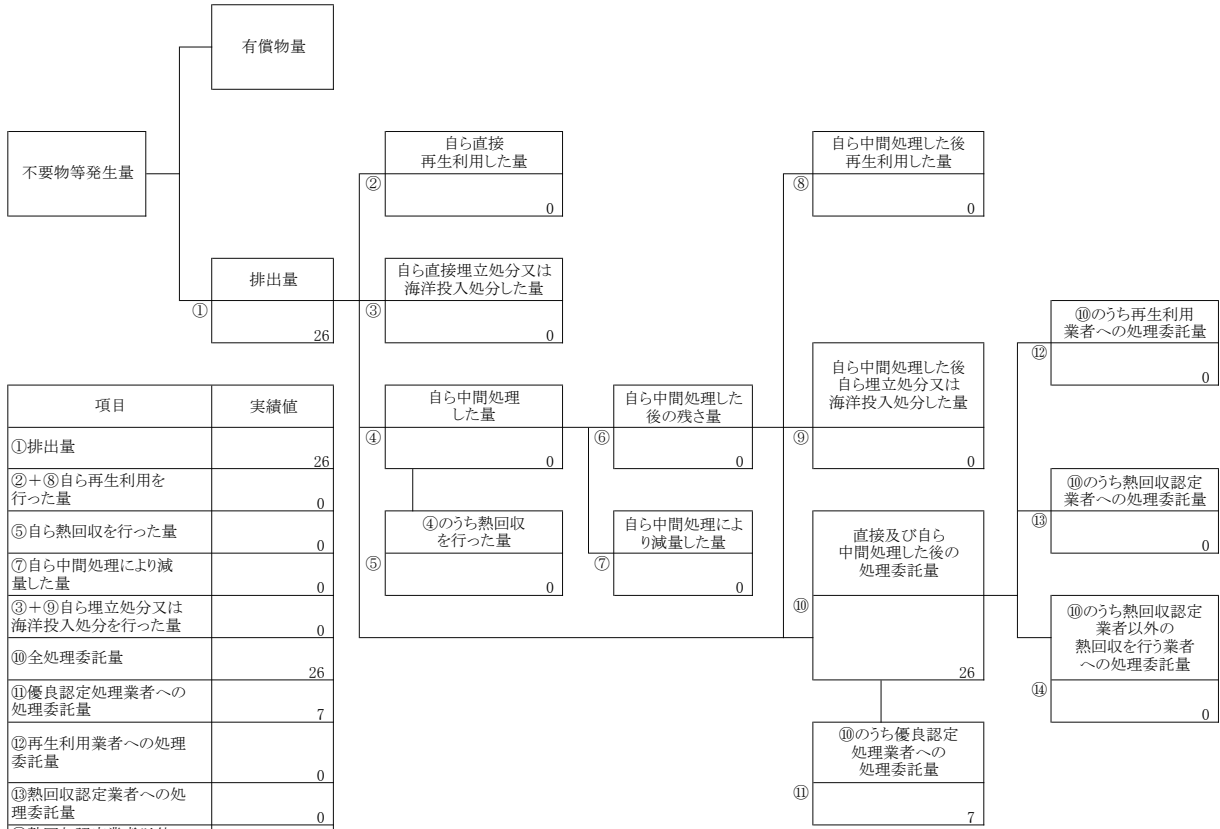 有償物量
不要物等発生量
自ら直接
再生利用した量
②
0
自ら中間処理した後
再生利用した量
⑧
0
排出量
①
26
自ら直接埋立処分又は
海洋投入処分した量
③
0
⑩のうち再生利用
業者への処理委託量
⑫
0
自ら中間処理
した量
④
0
自ら中間処理した
後の残さ量
⑥
0
自ら中間処理した後
自ら埋立処分又は
海洋投入処分した量
⑨
0
⑩のうち熱回収認定
業者への処理委託量
⑬
0
④のうち熱回収
を行った量
⑤
0
自ら中間処理によ
り減量した量
⑦
0
直接及び自ら
中間処理した後の
処理委託量
⑩
26
⑩のうち熱回収認定
業者以外の
熱回収を行う業者
への処理委託量
⑭
0
⑩のうち優良認定
処理業者への
処理委託量
⑪
7
項目 実績値
①排出量
26
②+⑧自ら再生利用を
行った量 0
⑤自ら熱回収を行った量
0
⑦自ら中間処理により減
量した量 0
③+⑨自ら埋立処分又は
海洋投入処分を行った量 0
⑩全処理委託量
26
⑪優良認定処理業者への
処理委託量 7
⑫再生利用業者への処理
委託量
0
⑬熱回収認定業者への処
理委託量 0